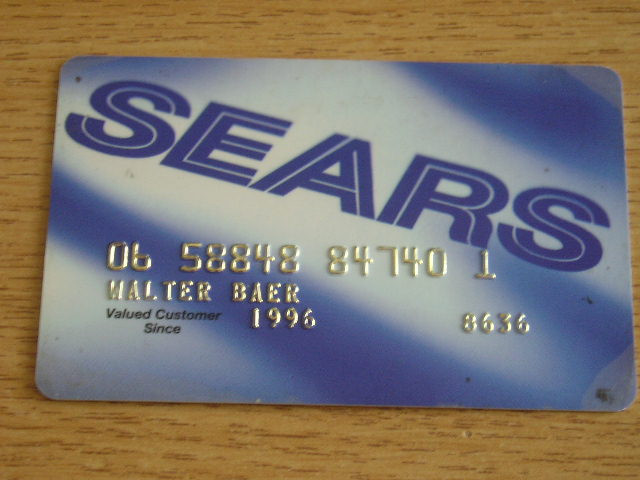 SEARS
06 58848 84740 1
WALTER BAER
Valued Customer Since 1996 8636